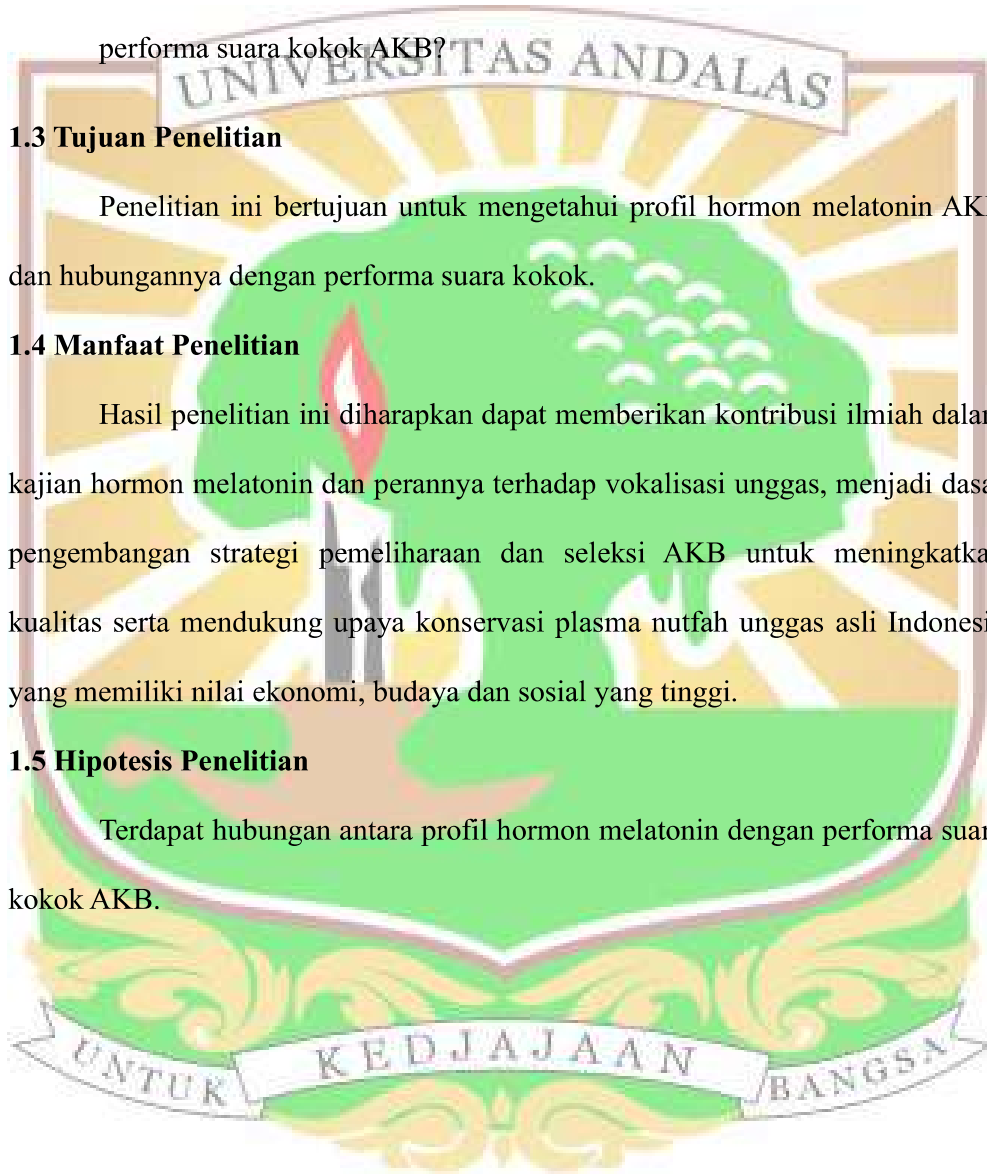 performa suara kokok AKB?
UNIVERSITAS ANDALAS
1.3 Tujuan Penelitian
Penelitian ini bertujuan untuk mengetahui profil hormon melatonin AK
dan hubungannya dengan performa suara kokok.
1.4 Manfaat Penelitian
Hasil penelitian ini diharapkan dapat memberikan kontribusi ilmiah dala
kajian hormon melatonin dan perannya terhadap vokalisasi unggas, menjadi dasa
pengembangan strategi pemeliharaan dan seleksi AKB untuk meningkatka
kualitas serta mendukung upaya konservasi plasma nutfah unggas asli Indonesi
yang memiliki nilai ekonomi, budaya dan sosial yang tinggi.
1.5 Hipotesis Penelitian
Terdapat hubungan antara profil hormon melatonin dengan performa suar
kokok AKB.
UNTUK KEDJAJAAN BANGSA